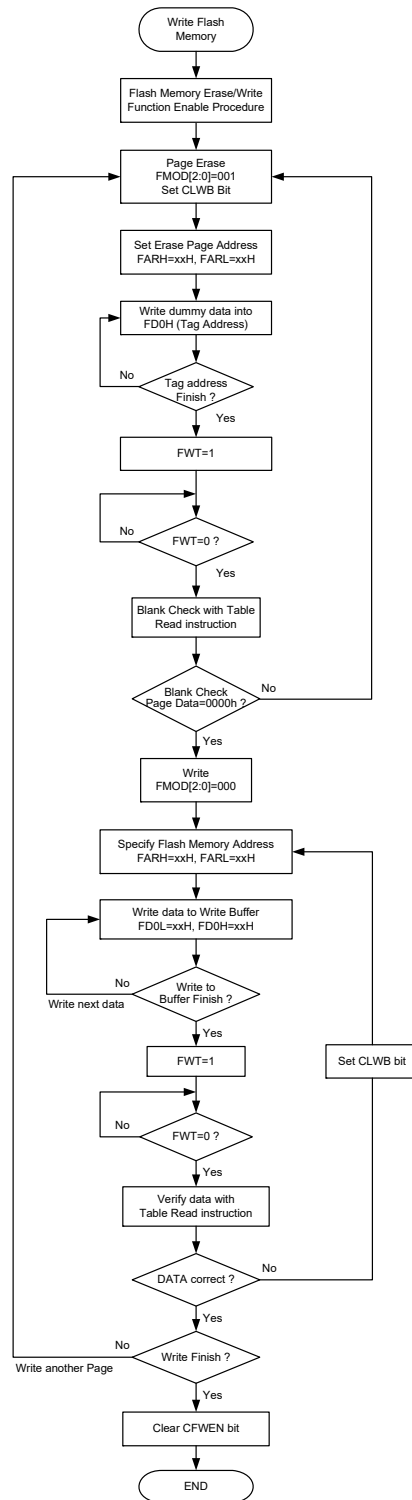 Write Flash
Memory
Flash Memory Erase/Write
Function Enable Procedure
Page Erase
FMOD[2:0]=001
Set CLWB Bit
Set Erase Page Address
FARH=xxH, FARL=xxH
Write dummy data into
FD0H (Tag Address)
No
Tag address
Finish ?
Yes
FWT=1
No
FWT=0 ?
Yes
Blank Check with Table
Read instruction
Blank Check
Page Data=0000h ?
No
Yes
Write
FMOD[2:0]=000
Specify Flash Memory Address
FARH=xxH, FARL=xxH
Write data to Write Buffer
FD0L=xxH, FD0H=xxH
No
Write to
Buffer Finish ?
Write next data
Yes
FWT=1
Set CLWB bit
No
FWT=0 ?
Yes
Verify data with
Table Read instruction
DATA correct ?
No
Yes
No
Write Finish ?
Write another Page
Yes
Clear CFWEN bit
END